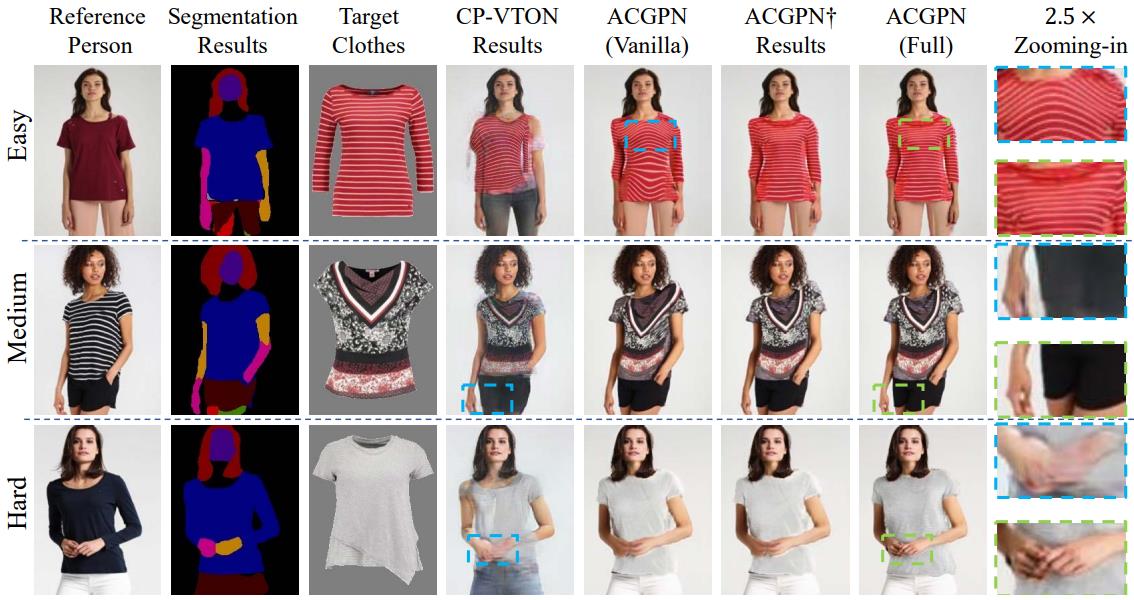 Reference Person
Segmentation Results
Target Clothes
CP-VTON Results
ACGPN (Vanilla)
ACGPN† Results
ACGPN (Full)
2.5 × Zooming-in
Easy
Medium
Hard